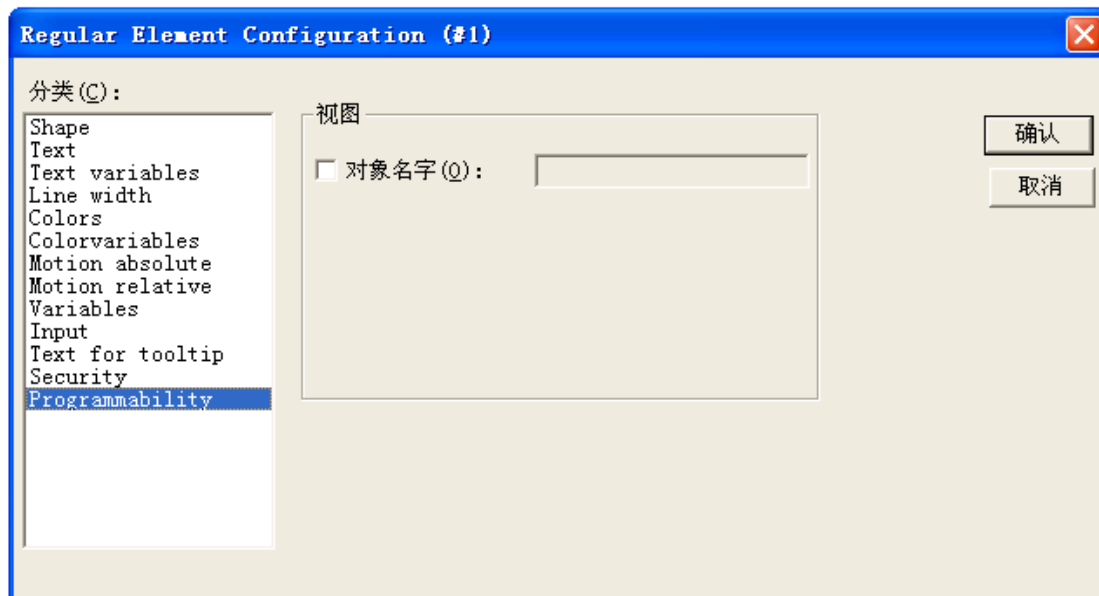 Regular Element Configuration (#1)
分类(C):
Shape
Text
Text variables
Line width
Colors
Colorvariables
Motion absolute
Motion relative
Variables
Input
Text for tooltip
Security
Programmability
视图
对象名字(O):
确认
取消